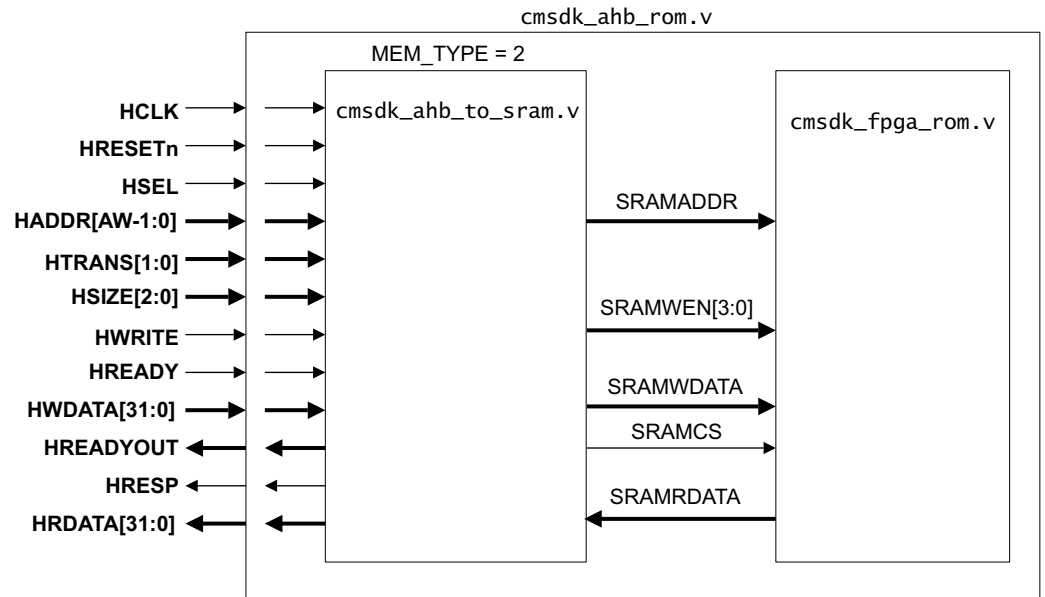 cmsdk_ahb_rom.v
MEM_TYPE = 2
cmsdk_ahb_to_sram.v
cmsdk_fpga_rom.v
HCLK
HRESETn
HSEL
HADDR[AW-1:0]
HTRANS[1:0]
HSIZE[2:0]
HWRITE
HREADY
HWDATA[31:0]
HREADYOUT
HRESP
HRDATA[31:0]
SRAMADDR
SRAMWEN[3:0]
SRAMWDATA
SRAMCS
SRAMRDATA